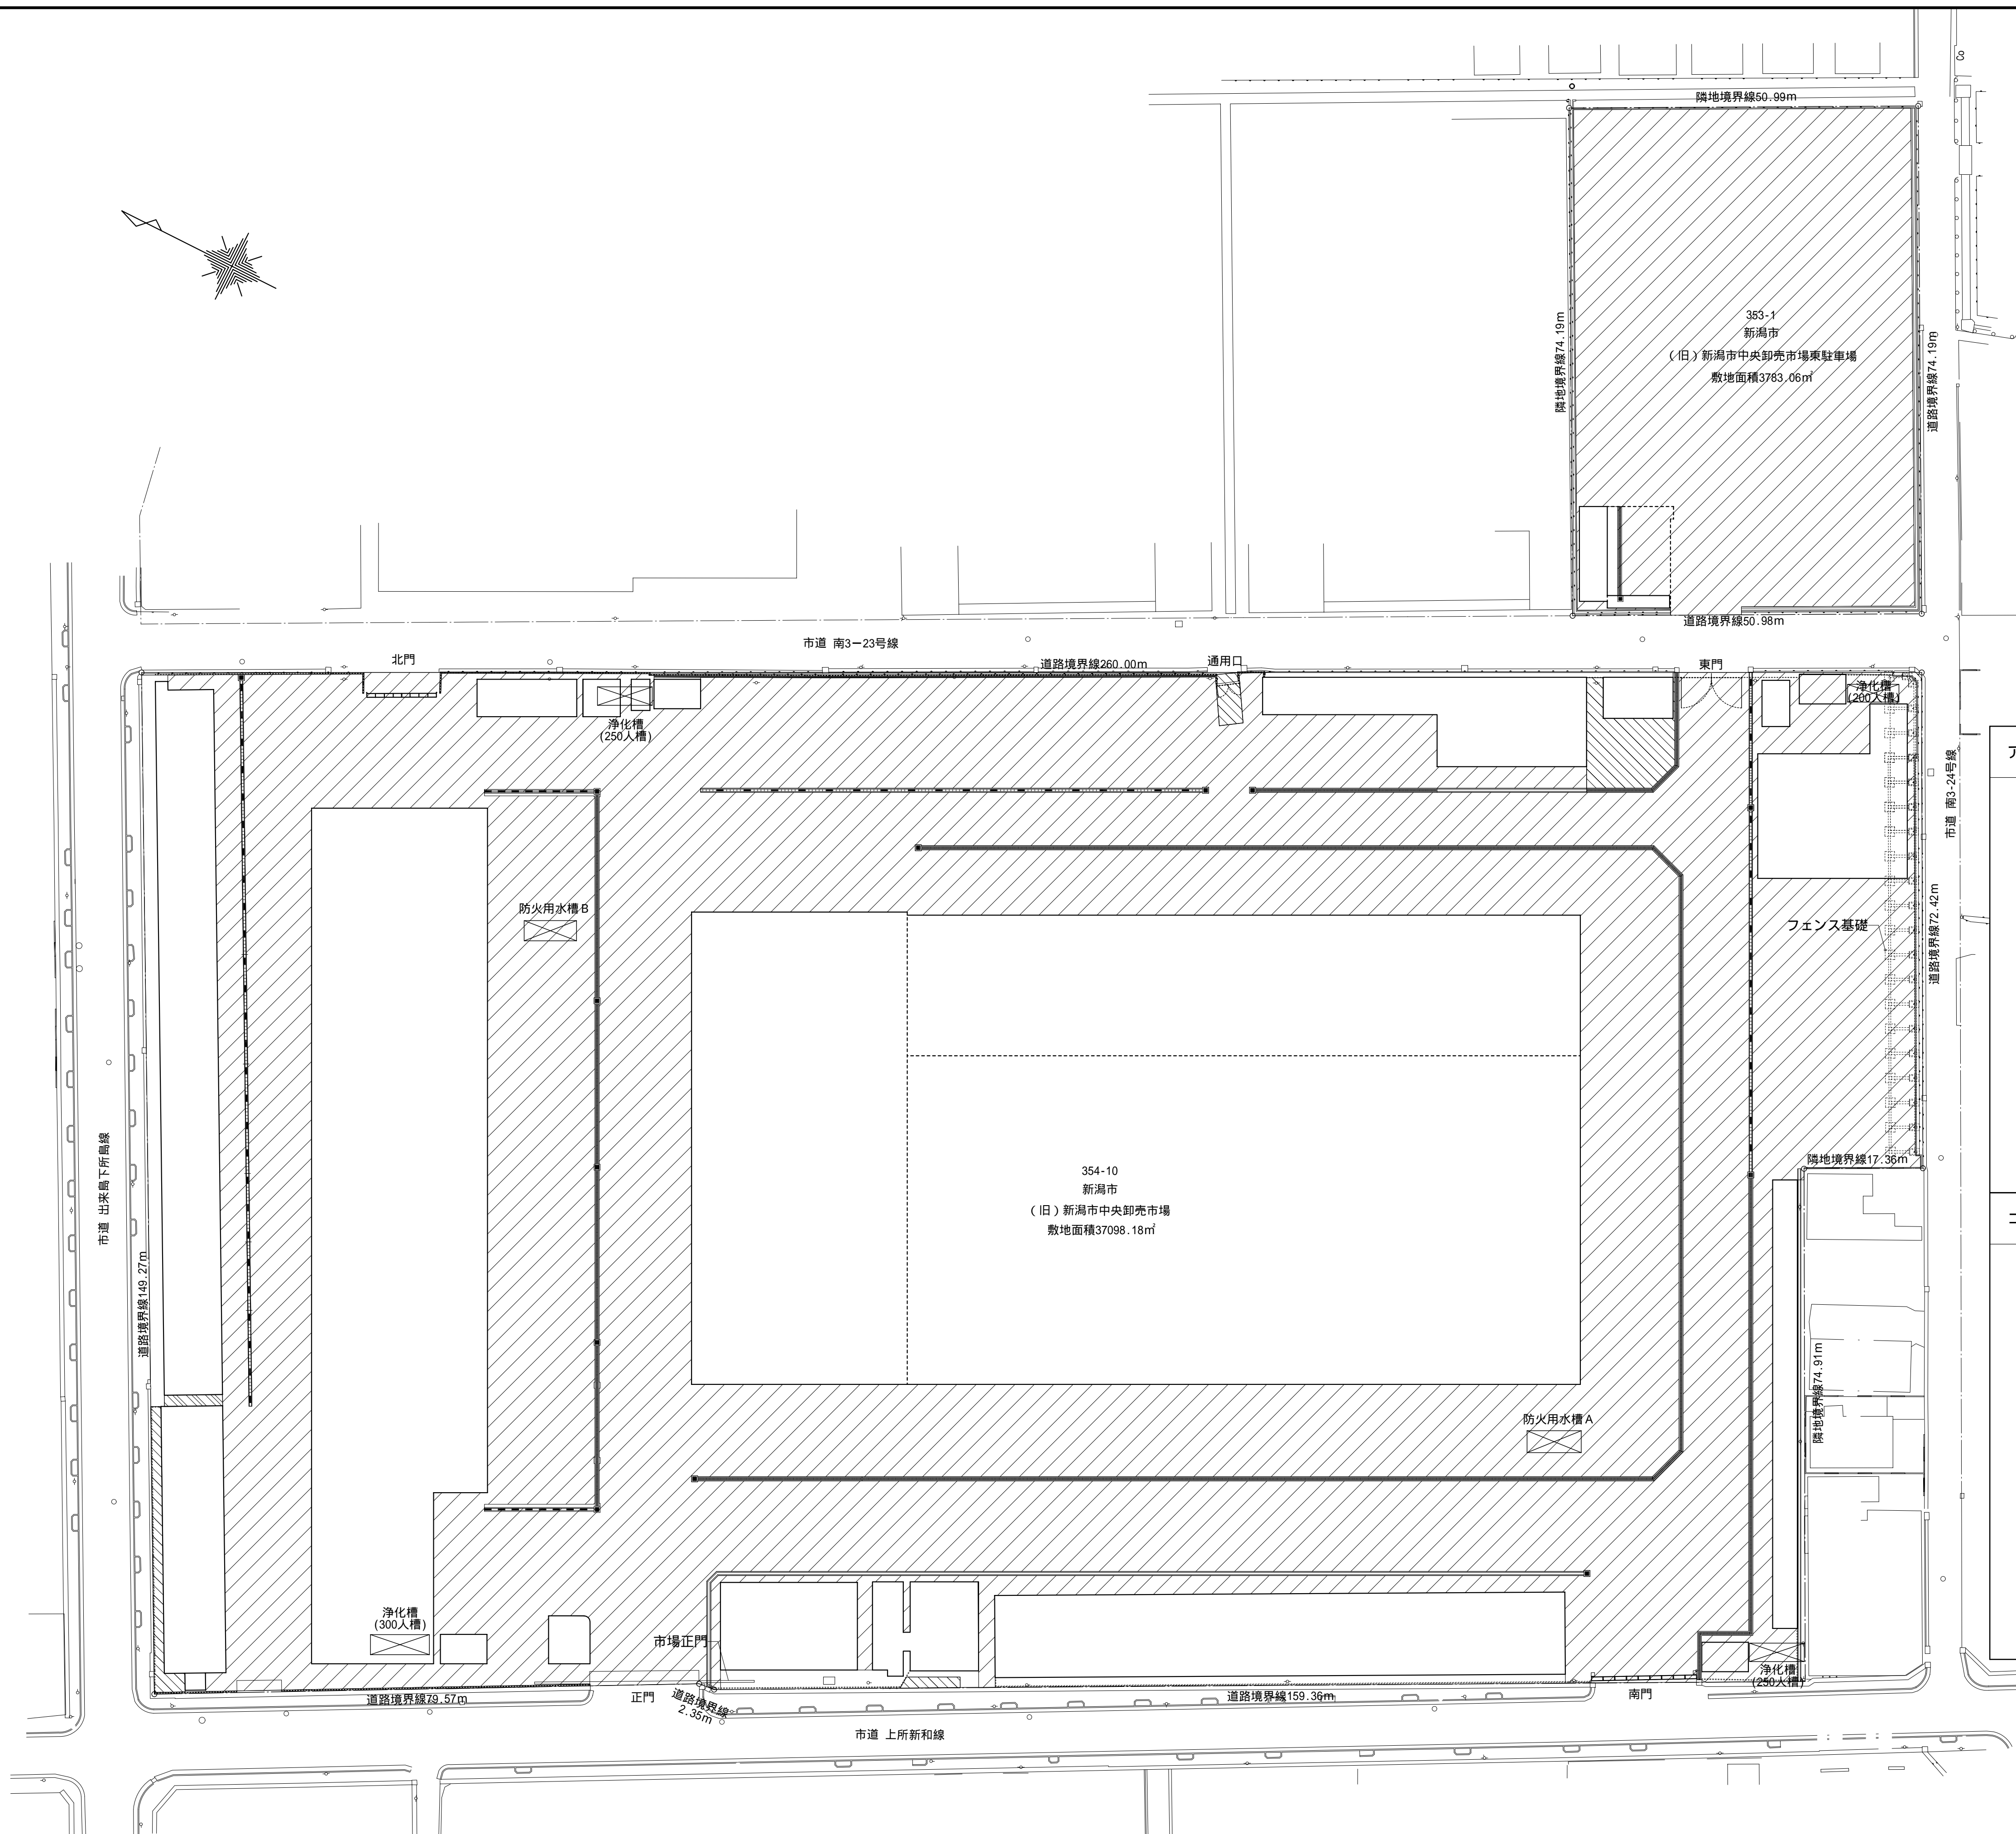 Co
隣地境界線50.99m
353-1
新潟市
（旧）新潟市中央卸売市場東駐車場
敷地面積3783.06㎡
隣地境界線74.19m
道路境界線74.19m
道路境界線50.98m
市道 南3ー23号線
北門
道路境界線260.00m
通用口
東門
浄化槽
(250人槽)
浄化槽
(200人槽)
市道 南3-24号線
防火用水槽B
フェンス基礎
道路境界線72.42m
市道 出来島下所島線
道路境界線149.27m
隣地境界線17.36m
354-10
新潟市
（旧）新潟市中央卸売市場
敷地面積37098.18㎡
隣地境界線74.91m
防火用水槽A
浄化槽
(300人槽)
市場正門
浄化槽
(250人槽)
道路境界線79.57m
正門
道路境界線
2.35m
道路境界線159.36m
南門
市道 上所新和線